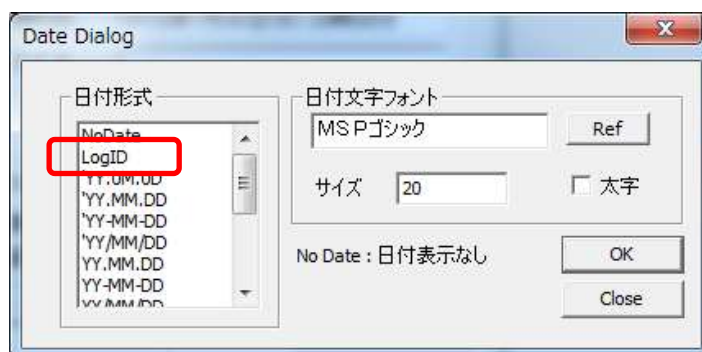 Date Dialog
日付形式
NoDate
LogID
'YY.0M.0D
'YY.MM.DD
'YY-MM-DD
'YY/MM/DD
YY.MM.DD
YY-MM-DD
YY/MM/DD
日付文字フォント
MS Pゴシック
Ref
サイズ
20
太字
No Date : 日付表示なし
OK
Close